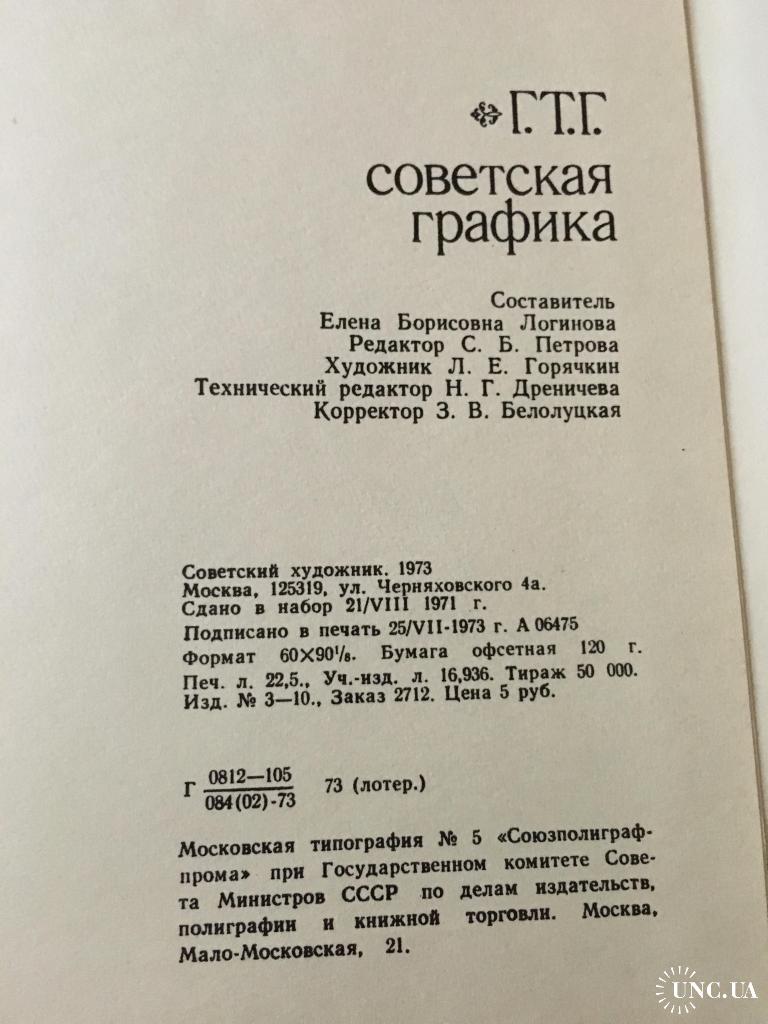 Г.Т.Г.
советская
графика
Составитель
Елена Борисовна Логинова
Редактор С. Б. Петрова
Художник Л. Е. Горячкин
Технический редактор Н. Г. Дреничева
Корректор З. В. Белолуцкая
Советский художник. 1973
Москва, 125319, ул. Черняховского 4а.
Сдано в набор 21/VIII 1971 г.
Подписано в печать 25/VII-1973 г. А 06475
Формат 60X90¹/₈. Бумага офсетная 120 г.
Печ. л. 22,5., Уч.-изд. л. 16,936. Тираж 50 000.
Изд. № 3—10., Заказ 2712. Цена 5 руб.
Г 0812—105
084(02)-73 73 (лотер.)
Московская типография № 5 «Союзполиграф-
прома» при Государственном комитете Сове-
та Министров СССР по делам издательств,
полиграфии и книжной торговли. Москва,
Мало-Московская, 21.
UNC.UA